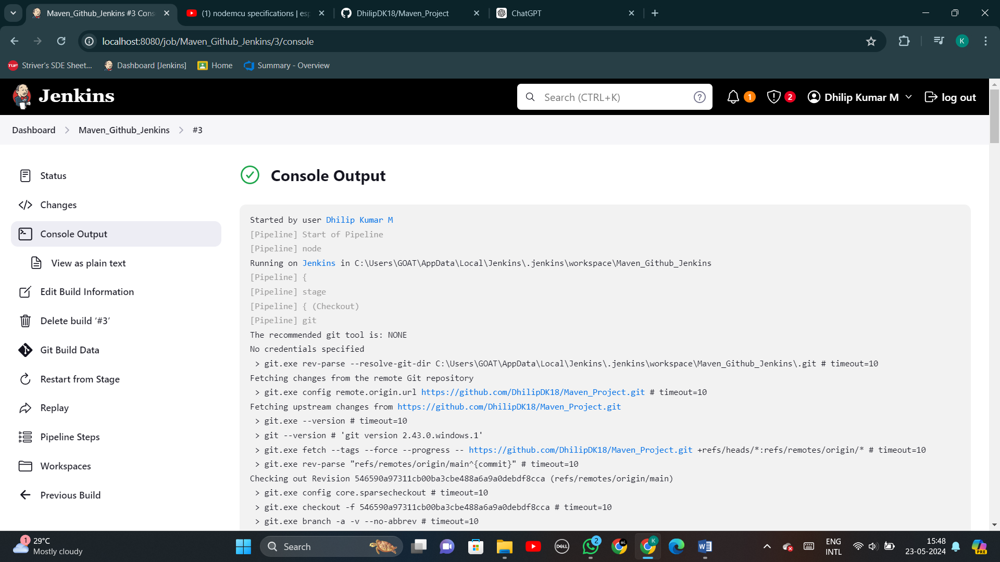 Maven_Github_Jenkins #3 Cons
(1) nodemcu specifications | esp
DhilipDK18/Maven_Project
ChatGPT
localhost:8080/job/Maven_Github_Jenkins/3/console
K
TUF Striver's SDE Sheet...
Dashboard [Jenkins]
Home
Summary - Overview
Jenkins
Search (CTRL+K)
1
2
Dhilip Kumar M
log out
Dashboard
Maven_Github_Jenkins
#3
Status
Changes
Console Output
View as plain text
Edit Build Information
Delete build ‘#3’
Git Build Data
Restart from Stage
Replay
Pipeline Steps
Workspaces
Previous Build
Console Output
Started by user Dhilip Kumar M
[Pipeline] Start of Pipeline
[Pipeline] node
Running on Jenkins in C:\Users\GOAT\AppData\Local\Jenkins\.jenkins\workspace\Maven_Github_Jenkins
[Pipeline] {
[Pipeline] stage
[Pipeline] { (Checkout)
[Pipeline] git
The recommended git tool is: NONE
No credentials specified
> git.exe rev-parse --resolve-git-dir C:\Users\GOAT\AppData\Local\Jenkins\.jenkins\workspace\Maven_Github_Jenkins\.git # timeout=10
Fetching changes from the remote Git repository
> git.exe config remote.origin.url https://github.com/DhilipDK18/Maven_Project.git # timeout=10
Fetching upstream changes from https://github.com/DhilipDK18/Maven_Project.git
> git.exe --version # timeout=10
> git --version # 'git version 2.43.0.windows.1'
> git.exe fetch --tags --force --progress -- https://github.com/DhilipDK18/Maven_Project.git +refs/heads/*:refs/remotes/origin/* # timeout=10
> git.exe rev-parse "refs/remotes/origin/main^{commit}" # timeout=10
Checking out Revision 546590a97311cb00ba3cbe488a6a9a0debdf8cca (refs/remotes/origin/main)
> git.exe config core.sparsecheckout # timeout=10
> git.exe checkout -f 546590a97311cb00ba3cbe488a6a9a0debdf8cca # timeout=10
> git.exe branch -a -v --no-abbrev # timeout=10
1
29°C
Mostly cloudy
Search
DELL
2
K
W
PRE
ENG
INTL
15:48
23-05-2024